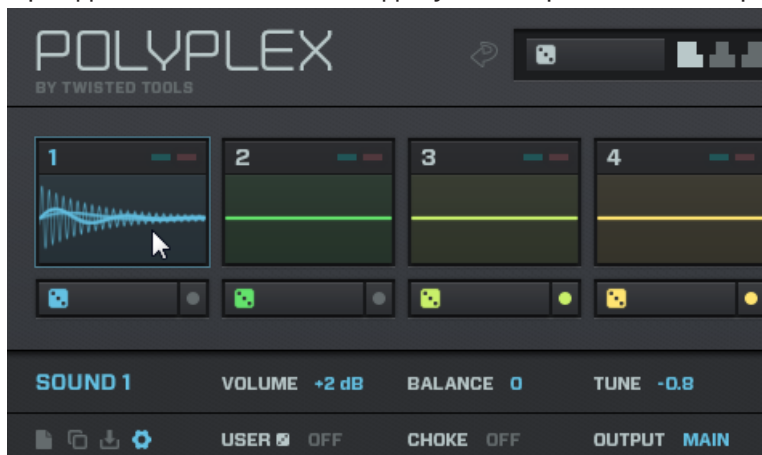 POLYPLEX
BY TWISTED TOOLS
1 2 3 4
SOUND 1 VOLUME +2 dB BALANCE 0 TUNE -0.8
USER OFF CHOKE OFF OUTPUT MAIN